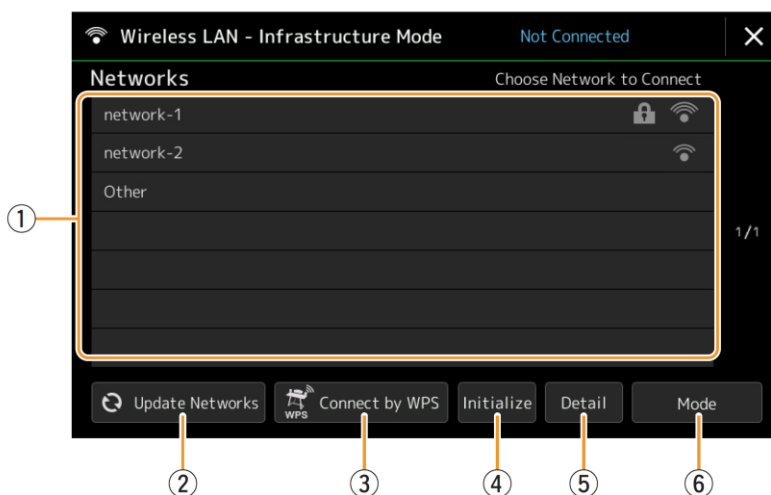 Wireless LAN - Infrastructure Mode Not Connected
Networks Choose Network to Connect
network-1
network-2
Other
① 1/1
Update Networks WPS Connect by WPS Initialize Detail Mode
② ③ ④ ⑤ ⑥